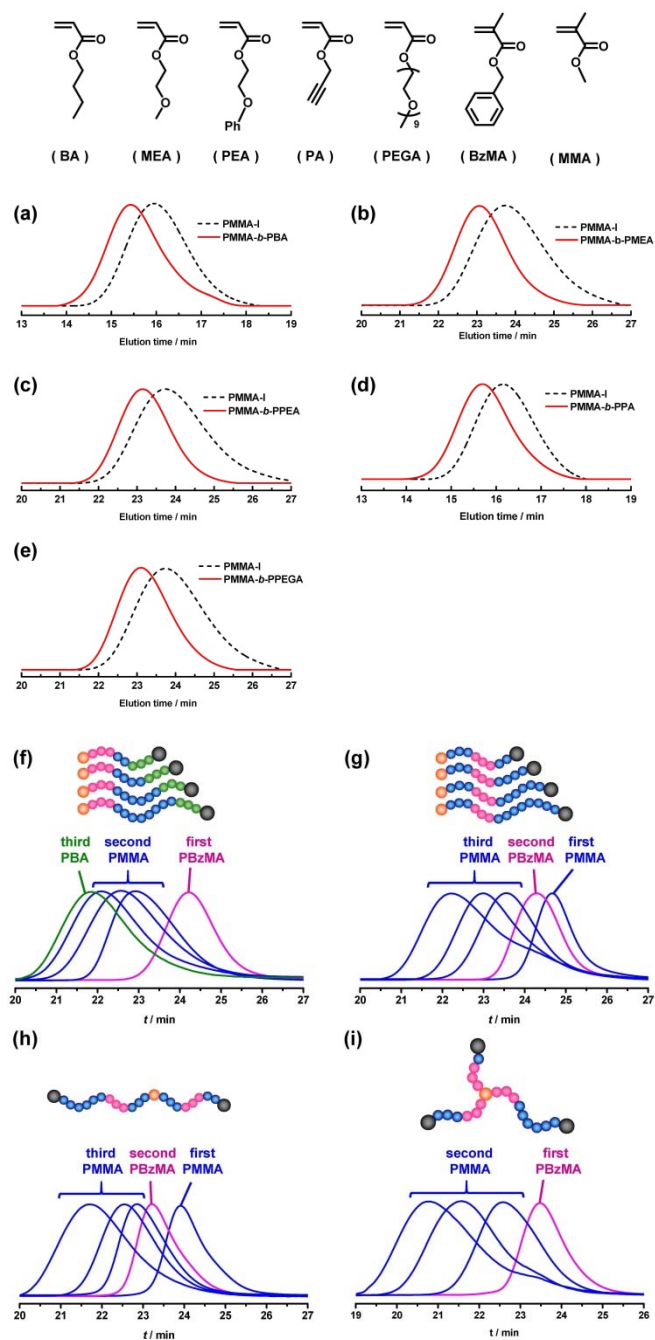 O O O O O O O
O O O O O O O
O O O
Ph
9
( BA ) ( MEA ) ( PEA ) ( PA ) ( PEGA ) ( BzMA ) ( MMA )
(a)
PMMA-I
PMMA-b-PBA
13 14 15 16 17 18 19
Elution time / min
(b)
PMMA-I
PMMA-b-PMEA
20 21 22 23 24 25 26 27
Elution time / min
(c)
PMMA-I
PMMA-b-PPEA
20 21 22 23 24 25 26 27
Elution time / min
(d)
PMMA-I
PMMA-b-PPA
13 14 15 16 17 18 19
Elution time / min
(e)
PMMA-I
PMMA-b-PPEGA
20 21 22 23 24 25 26 27
Elution time / min
(f)
third second first
PBA PMMA PBzMA
20 21 22 23 24 25 26 27
t / min
(g)
third second first
PMMA PBzMA PMMA
20 21 22 23 24 25 26 27
t / min
(h)
third second first
PMMA PBzMA PMMA
20 21 22 23 24 25 26 27
t / min
(i)
second first
PMMA PBzMA
19 20 21 22 23 24 25 26
t / min